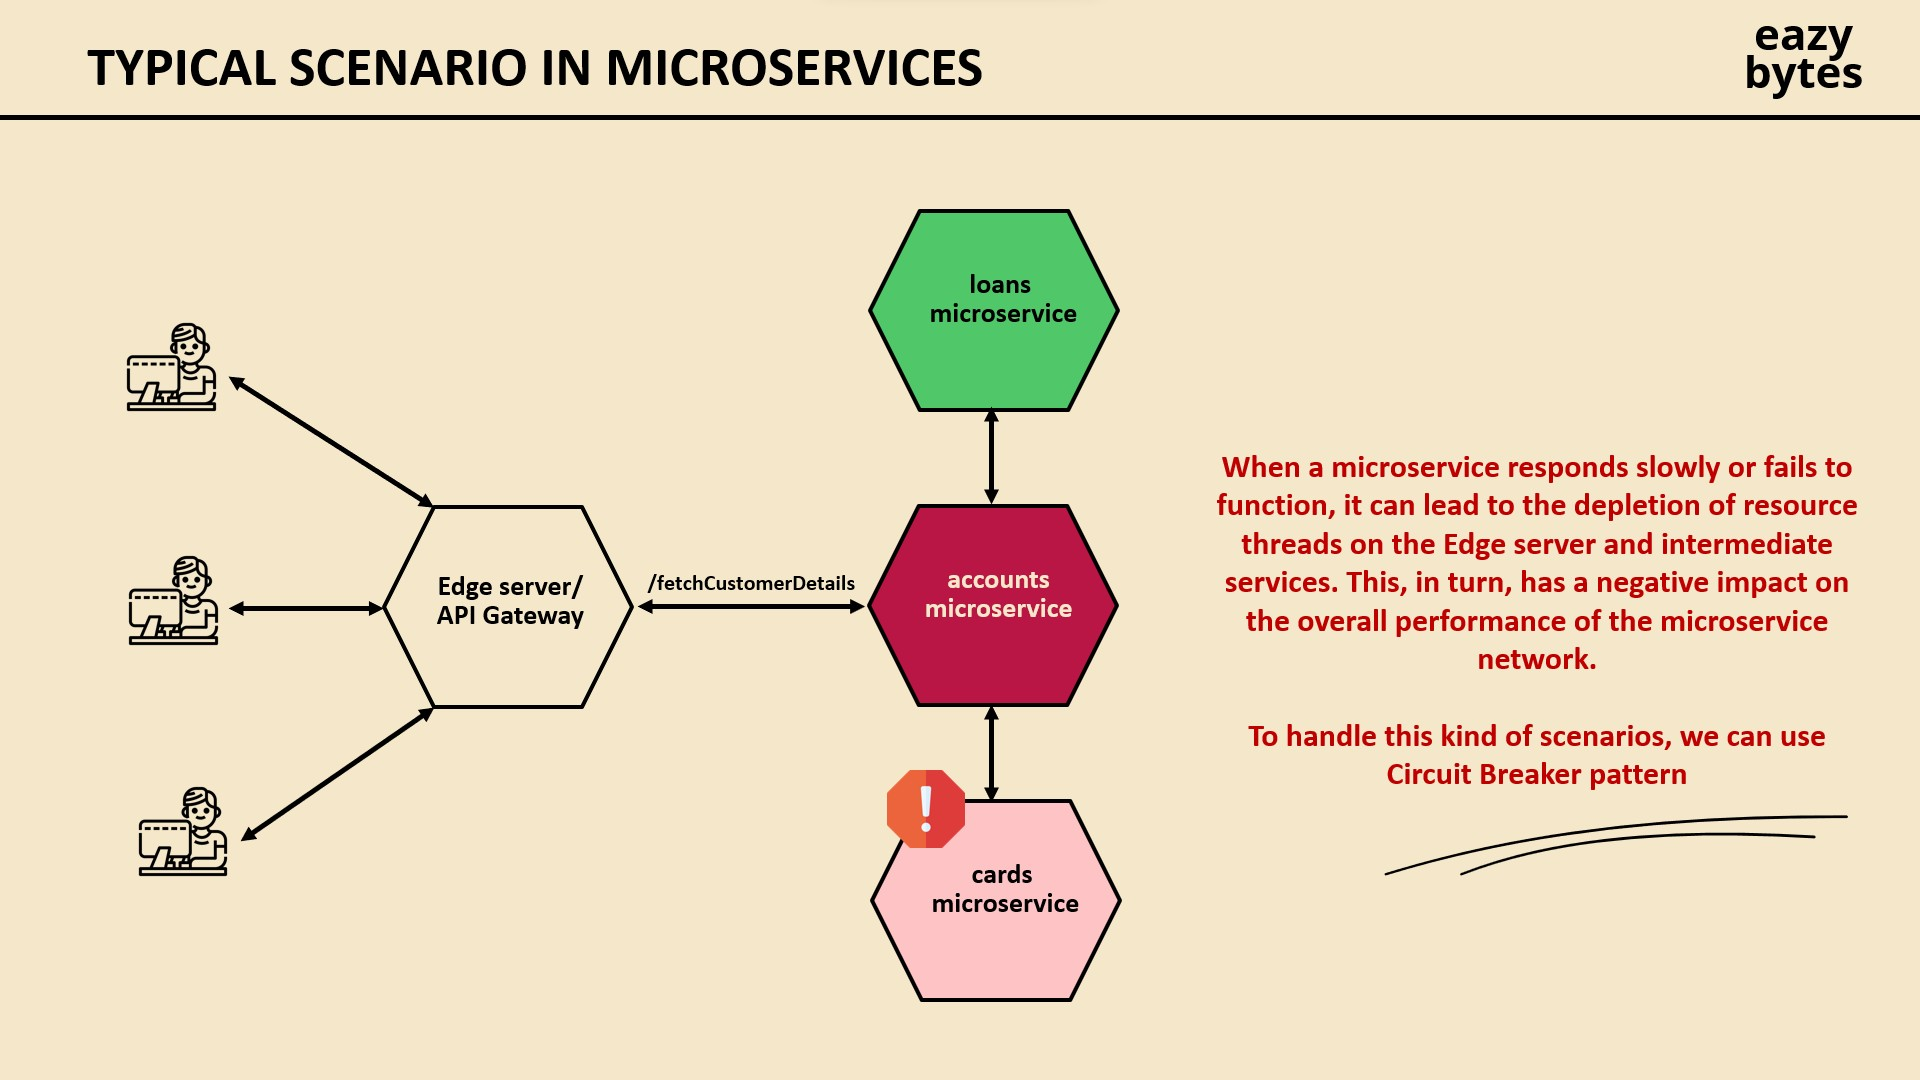 TYPICAL SCENARIO IN MICROSERVICES
eazy
bytes
loans
microservice
Edge server/
API Gateway
/fetchCustomerDetails
accounts
microservice
cards
microservice
When a microservice responds slowly or fails to
function, it can lead to the depletion of resource
threads on the Edge server and intermediate
services. This, in turn, has a negative impact on
the overall performance of the microservice
network.
To handle this kind of scenarios, we can use
Circuit Breaker pattern